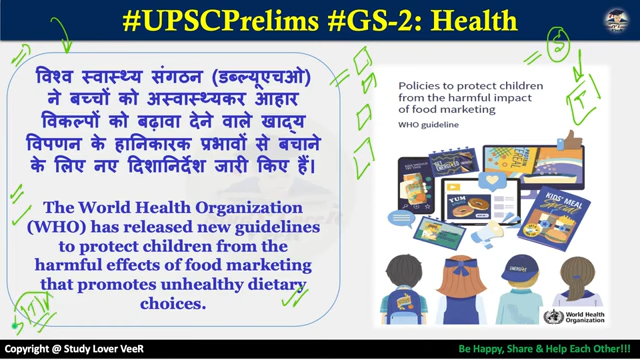 #UPSCPrelims #GS-2: Health
विश्व स्वास्थ्य संगठन (डब्ल्यूएचओ)
ने बच्चों को अस्वास्थ्यकर आहार
विकल्पों को बढ़ावा देने वाले खाद्य
विपणन के हानिकारक प्रभावों से बचाने
के लिए नए दिशानिर्देश जारी किए हैं।
The World Health Organization
(WHO) has released new guidelines
to protect children from the
harmful effects of food marketing
that promotes unhealthy dietary
choices.
Policies to protect children
from the harmful impact
of food marketing
WHO guideline
YUM
KIDS' MEAL
World Health
Organization
Copyright @ Study Lover VeeR
Be Happy, Share & Help Each Other!!!